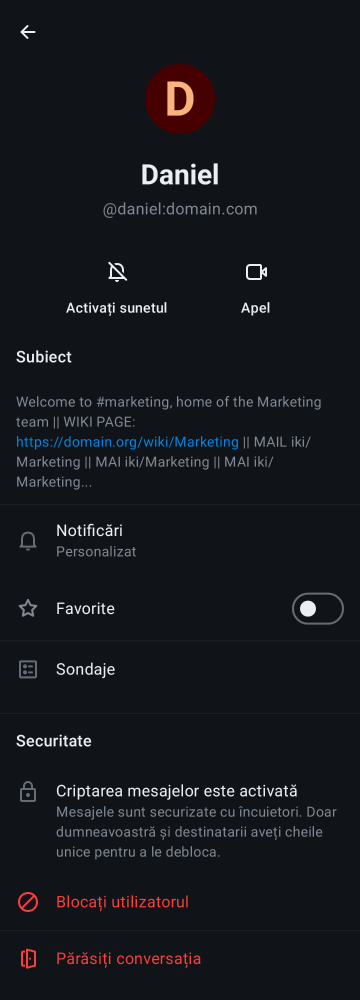 D
Daniel
@daniel:domain.com
Activați sunetul
Apel
Subiect
Welcome to #marketing, home of the Marketing
team || WIKI PAGE:
https://domain.org/wiki/Marketing || MAIL iki/
Marketing || MAI iki/Marketing || MAI iki/
Marketing...
Notificări
Personalizat
Favorite
Sondaje
Securitate
Criptarea mesajelor este activată
Mesajele sunt securizate cu încuietori. Doar
dumneavoastră și destinatarii aveți cheile
unice pentru a le debloca.
Blocați utilizatorul
Părăsiți conversația